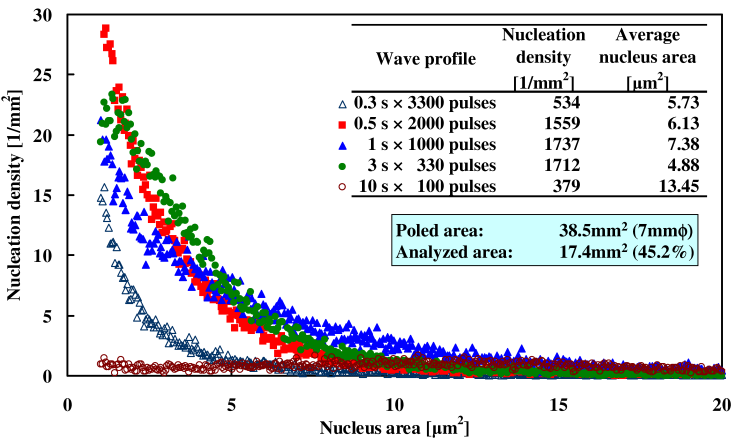 Nucleation density [1/mm²]
30
25
20
15
10
5
0
0 5 10 15 20
Nucleus area [μm²]
Wave profile Nucleation density [1/mm²] Average nucleus area [μm²]
0.3 s × 3300 pulses 534 5.73
0.5 s × 2000 pulses 1559 6.13
1 s × 1000 pulses 1737 7.38
3 s × 330 pulses 1712 4.88
10 s × 100 pulses 379 13.45
Poled area: 38.5mm² (7mmϕ)
Analyzed area: 17.4mm² (45.2%)